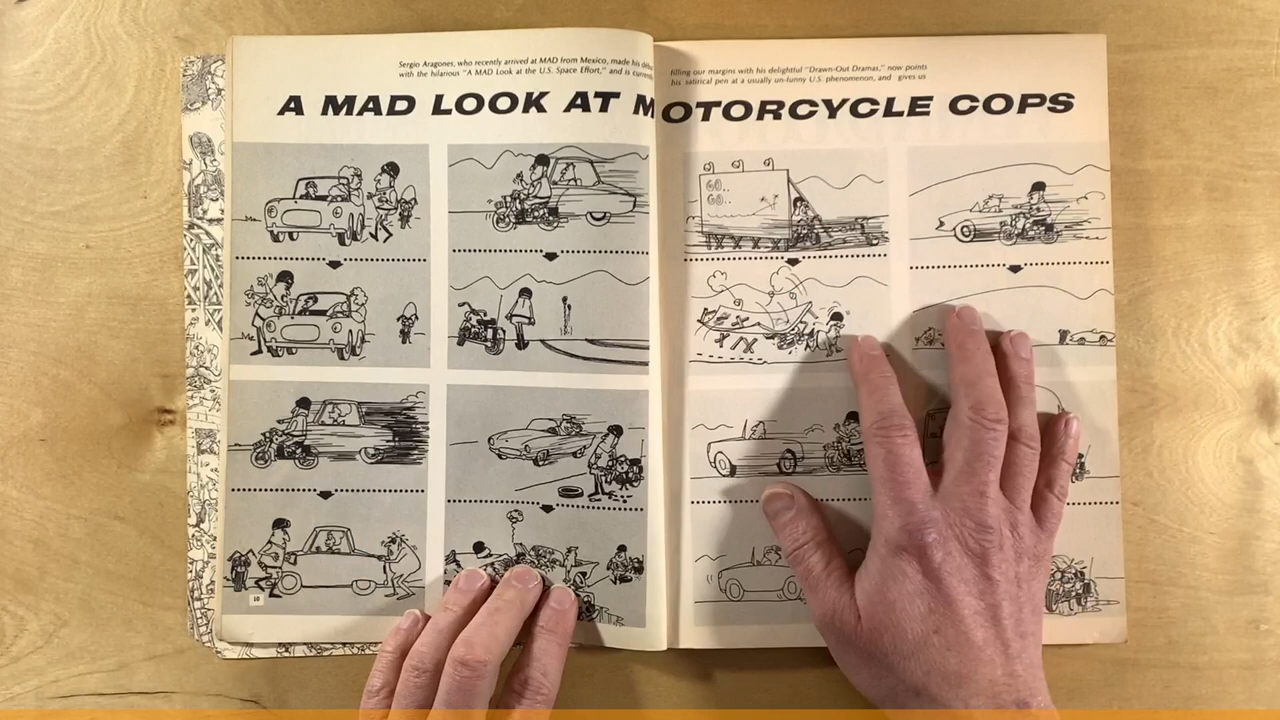 Sergio Aragones, who recently arrived at MAD from Mexico, made his debut
with the hilarious "A MAD Look at the U.S. Space Effort," and is currently
filling our margins with his delightful "Drawn-Out Dramas," now points
his satirical pen at a usually un-funny U.S. phenomenon, and gives us
A MAD LOOK AT MOTORCYCLE COPS
GO..
GO..
10